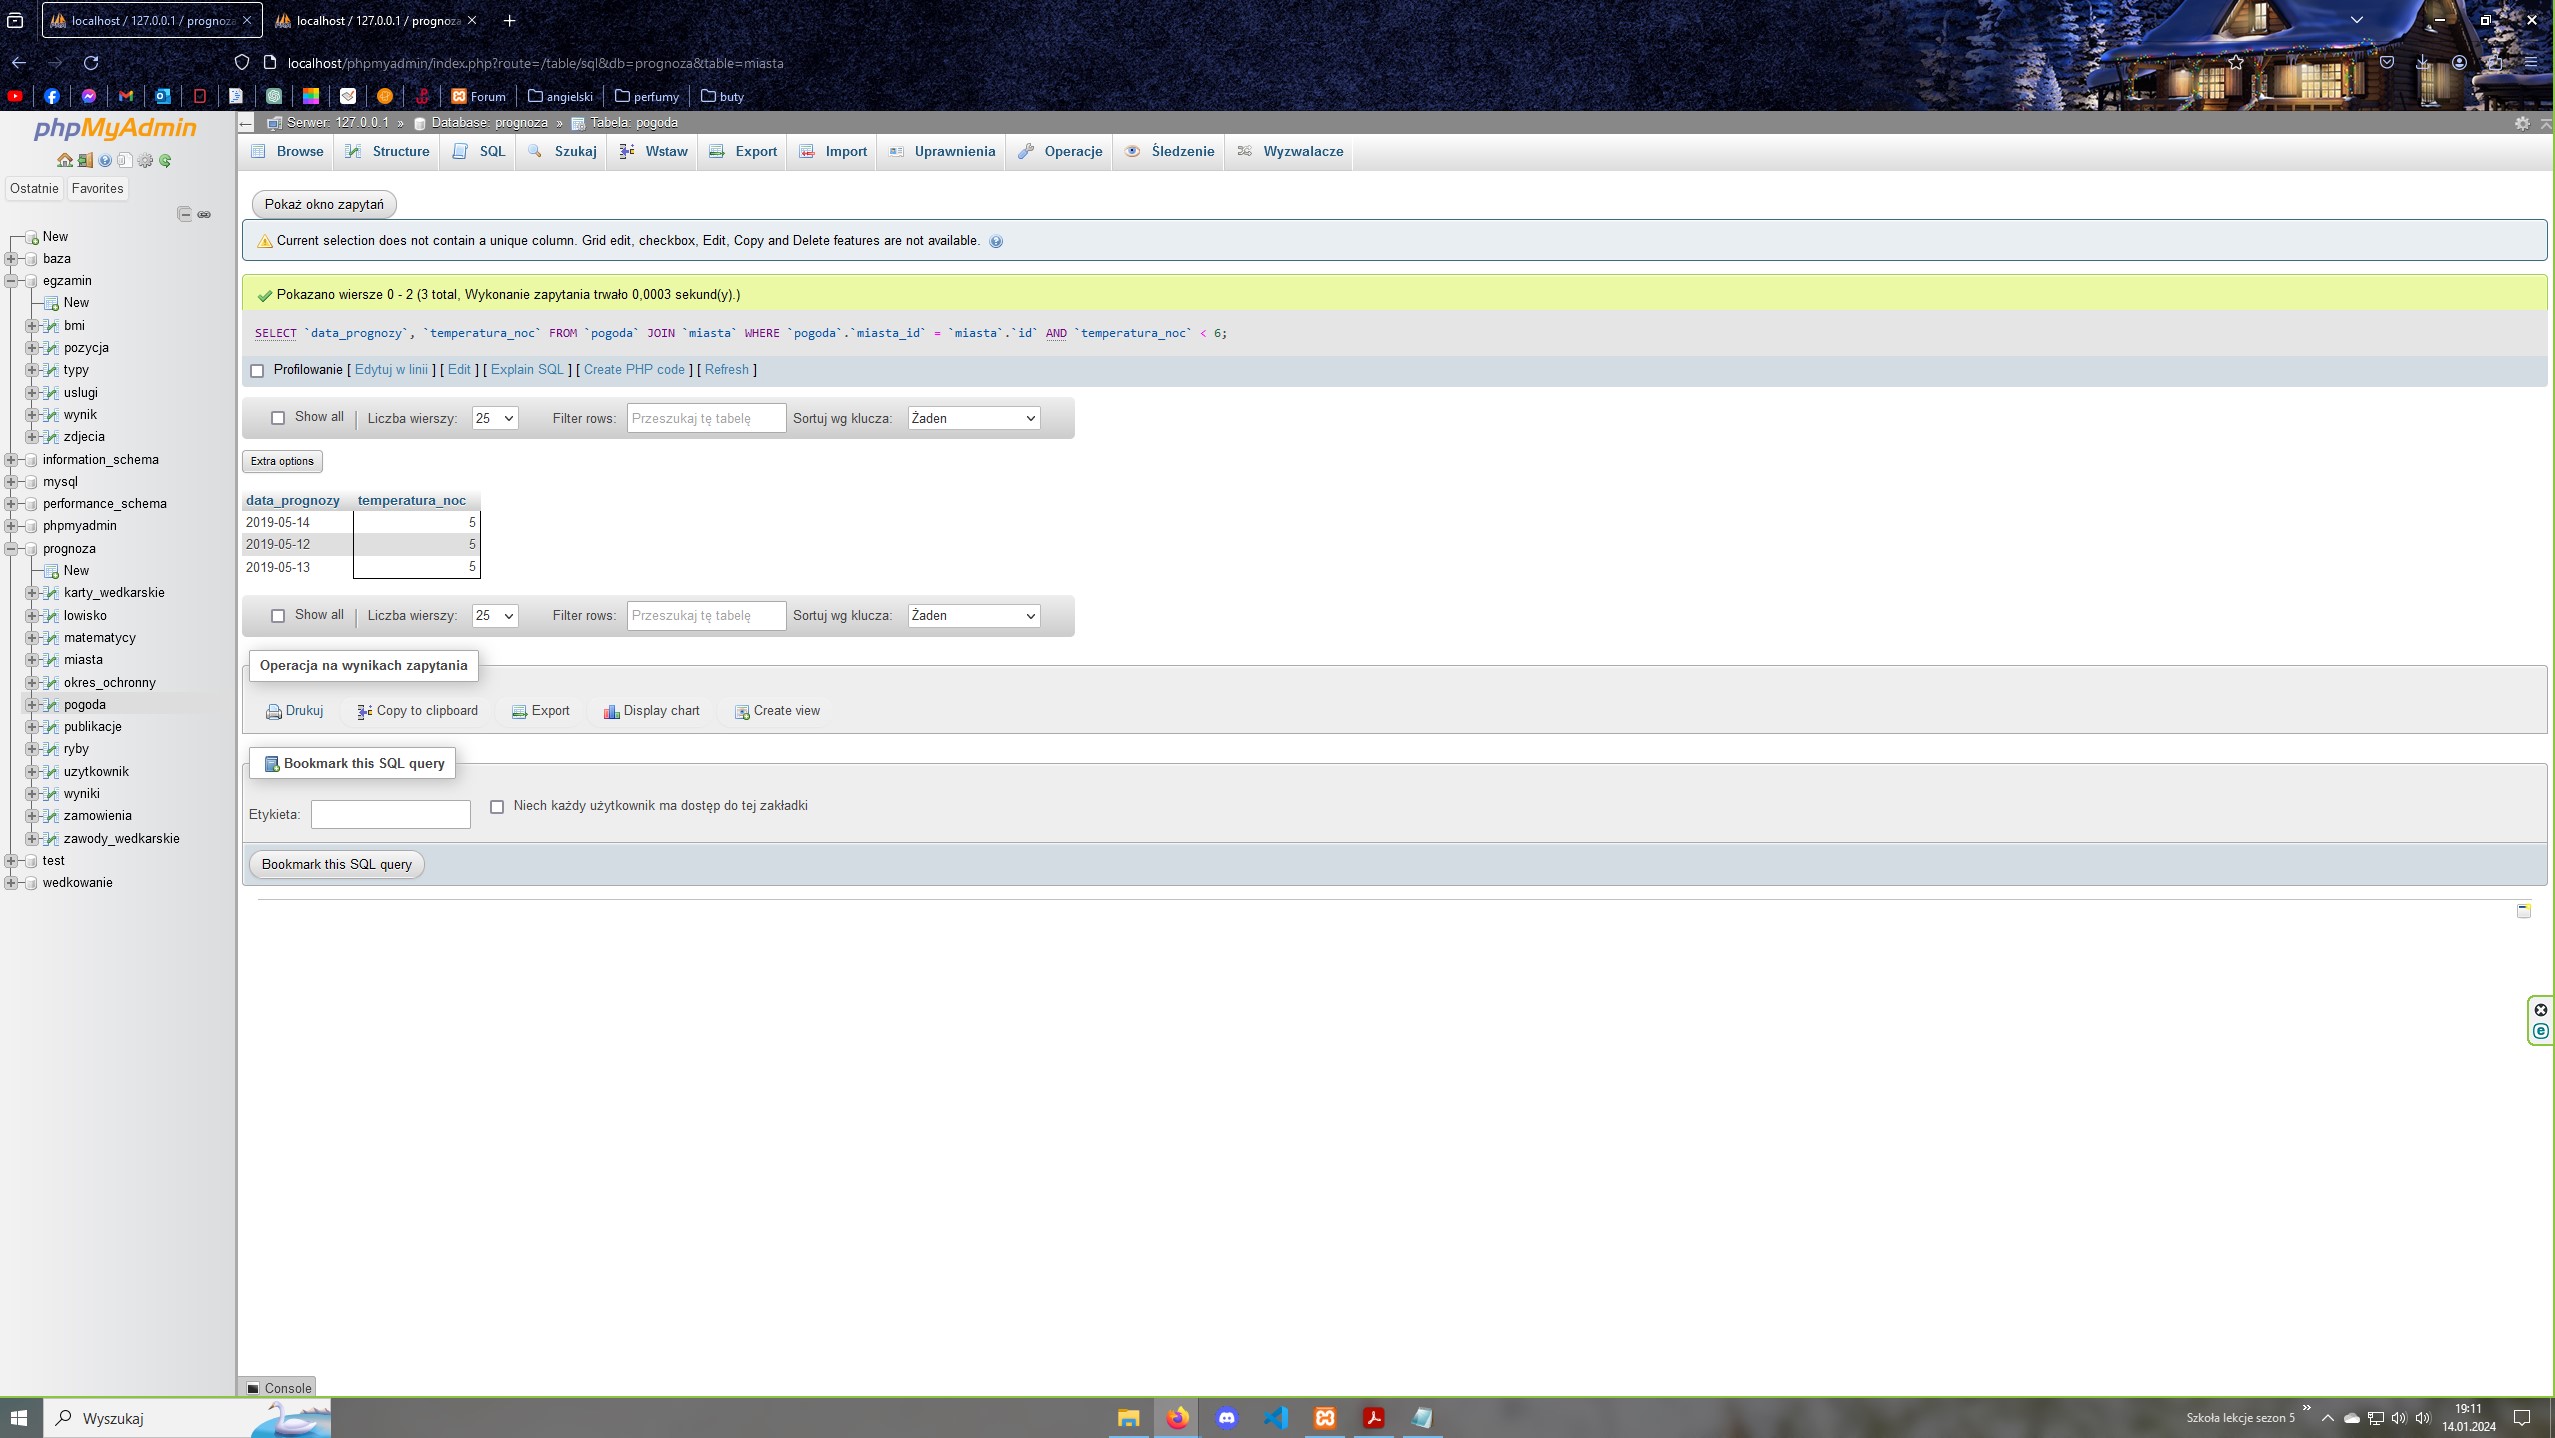 localhost / 127.0.0.1 / prognoza
localhost / 127.0.0.1 / prognoza
localhost/phpmyadmin/index.php?route=/table/sql&db=prognoza&table=miasta
Forum
angielski
perfumy
buty
phpMyAdmin
Ostatnie
Favorites
New
baza
egzamin
New
bmi
pozycja
typy
uslugi
wynik
zdjecia
information_schema
mysql
performance_schema
phpmyadmin
prognoza
New
karty_wedkarskie
lowisko
matematycy
miasta
okres_ochronny
pogoda
publikacje
ryby
uzytkownik
wyniki
zamowienia
zawody_wedkarskie
test
wedkowanie
Serwer: 127.0.0.1 » Database: prognoza » Tabela: pogoda
Browse Structure SQL Szukaj Wstaw Export Import Uprawnienia Operacje Śledzenie Wyzwalacze
Pokaż okno zapytań
Current selection does not contain a unique column. Grid edit, checkbox, Edit, Copy and Delete features are not available.
Pokazano wiersze 0 - 2 (3 total, Wykonanie zapytania trwało 0,0003 sekund(y).)
SELECT `data_prognozy`, `temperatura_noc` FROM `pogoda` JOIN `miasta` WHERE `pogoda`.`miasta_id` = `miasta`.`id` AND `temperatura_noc` < 6;
Profilowanie [ Edytuj w linii ] [ Edit ] [ Explain SQL ] [ Create PHP code ] [ Refresh ]
Show all | Liczba wierszy: 25 Filter rows: Przeszukaj tę tabelę Sortuj wg klucza: Żaden
Extra options
data_prognozy temperatura_noc
2019-05-14 5
2019-05-12 5
2019-05-13 5
Show all | Liczba wierszy: 25 Filter rows: Przeszukaj tę tabelę Sortuj wg klucza: Żaden
Operacja na wynikach zapytania
Drukuj Copy to clipboard Export Display chart Create view
Bookmark this SQL query
Etykieta: Niech każdy użytkownik ma dostęp do tej zakładki
Bookmark this SQL query
Console
Wyszukaj
Szkoła lekcje sezon 5
19:11
14.01.2024